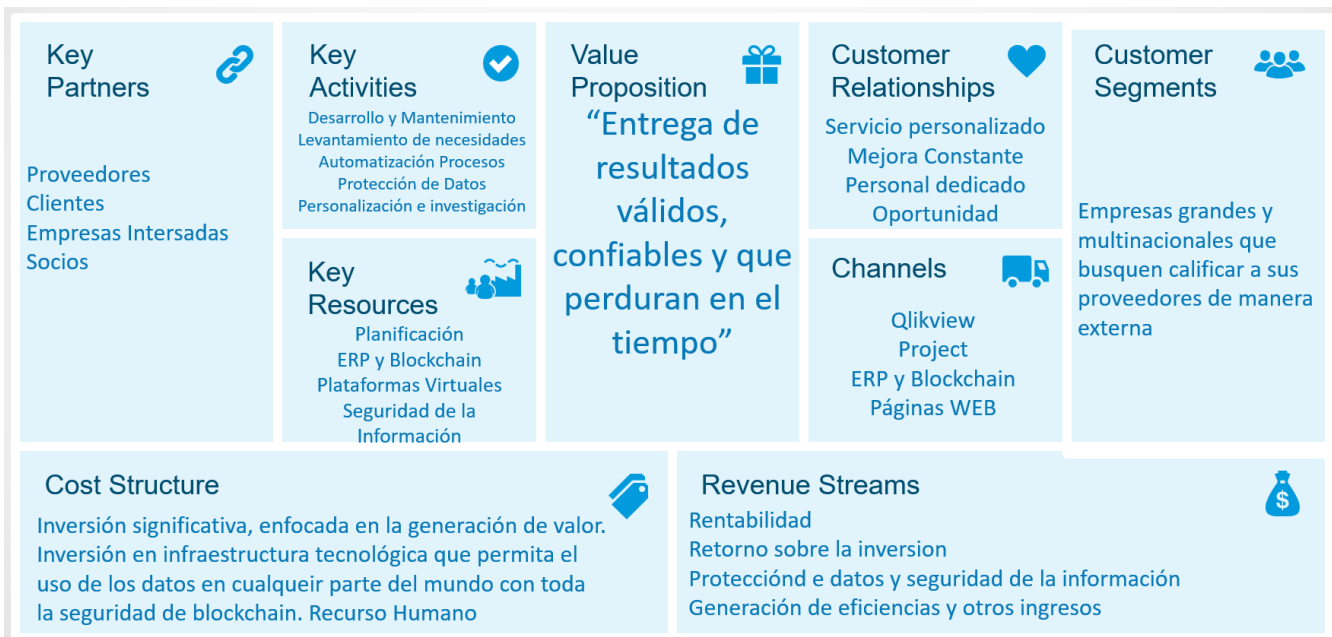 Key
Partners
Proveedores
Clientes
Empresas Intersadas
Socios
Key
Activities
Desarrollo y Mantenimiento
Levantamiento de necesidades
Automatización Procesos
Protección de Datos
Personalización e investigación
Key
Resources
Planificación
ERP y Blockchain
Plataformas Virtuales
Seguridad de la
Información
Value
Proposition
“Entrega de
resultados
válidos,
confiables y que
perduran en el
tiempo”
Customer
Relationships
Servicio personalizado
Mejora Constante
Personal dedicado
Oportunidad
Channels
Qlikview
Project
ERP y Blockchain
Páginas WEB
Customer
Segments
Empresas grandes y
multinacionales que
busquen calificar a sus
proveedores de manera
externa
Cost Structure
Inversión significativa, enfocada en la generación de valor.
Inversión en infraestructura tecnológica que permita el
uso de los datos en cualqueir parte del mundo con toda
la seguridad de blockchain. Recurso Humano
Revenue Streams
$
Rentabilidad
Retorno sobre la inversion
Protecciónd e datos y seguridad de la información
Generación de eficiencias y otros ingresos